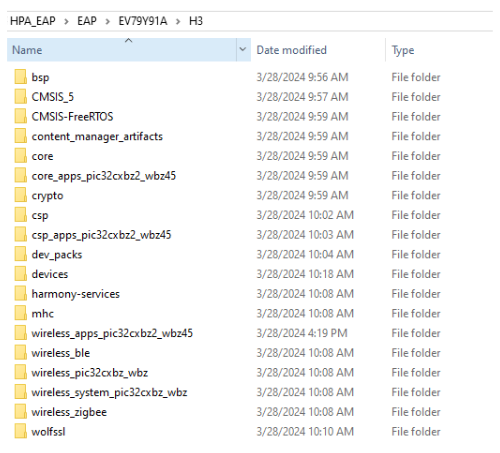 HPA_EAP > EAP > EV79Y91A > H3
Name Date modified Type
bsp 3/28/2024 9:56 AM File folder
CMSIS_5 3/28/2024 9:57 AM File folder
CMSIS-FreeRTOS 3/28/2024 9:59 AM File folder
content_manager_artifacts 3/28/2024 9:59 AM File folder
core 3/28/2024 9:59 AM File folder
core_apps_pic32cxbz2_wbz45 3/28/2024 9:59 AM File folder
crypto 3/28/2024 9:59 AM File folder
csp 3/28/2024 10:02 AM File folder
csp_apps_pic32cxbz2_wbz45 3/28/2024 10:03 AM File folder
dev_packs 3/28/2024 10:04 AM File folder
devices 3/28/2024 10:18 AM File folder
harmony-services 3/28/2024 10:08 AM File folder
mhc 3/28/2024 10:08 AM File folder
wireless_apps_pic32cxbz2_wbz45 3/28/2024 4:19 PM File folder
wireless_ble 3/28/2024 10:08 AM File folder
wireless_pic32cxbz_wbz 3/28/2024 10:08 AM File folder
wireless_system_pic32cxbz_wbz 3/28/2024 10:08 AM File folder
wireless_zigbee 3/28/2024 10:08 AM File folder
wolfssl 3/28/2024 10:10 AM File folder